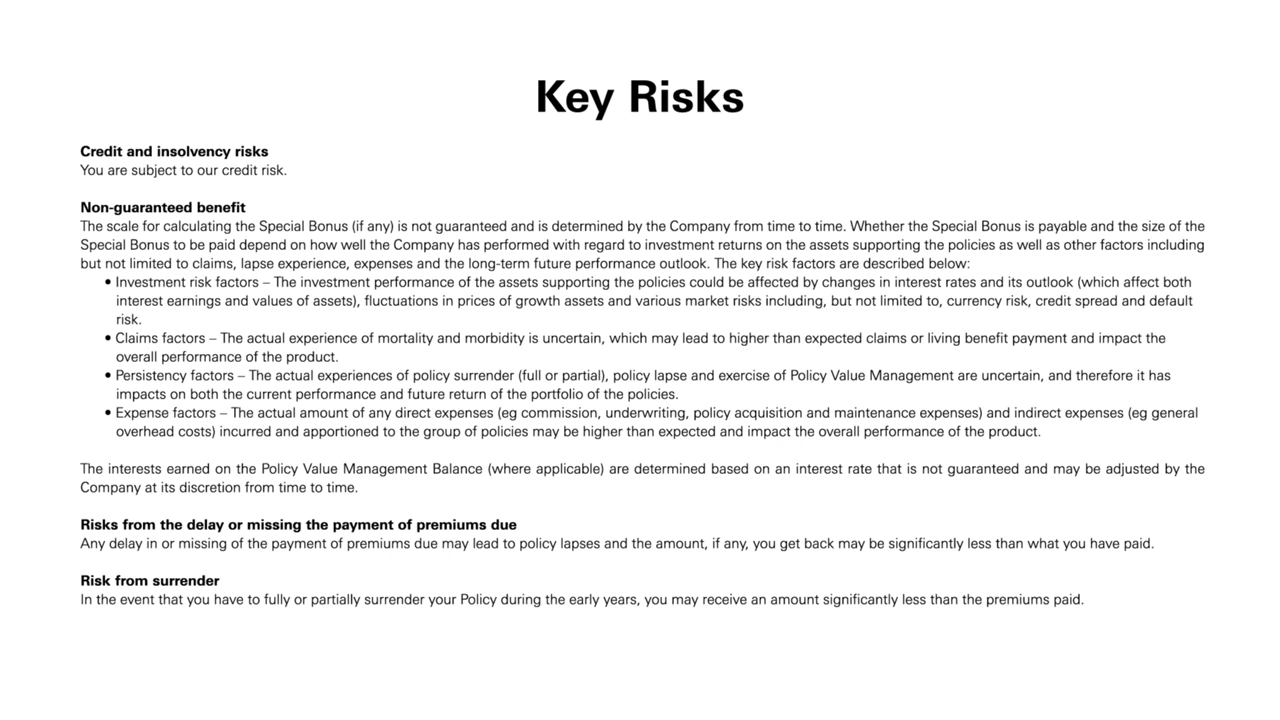 Key Risks
Credit and insolvency risks
You are subject to our credit risk.
Non-guaranteed benefit
The scale for calculating the Special Bonus (if any) is not guaranteed and is determined by the Company from time to time. Whether the Special Bonus is payable and the size of the
Special Bonus to be paid depend on how well the Company has performed with regard to investment returns on the assets supporting the policies as well as other factors including
but not limited to claims, lapse experience, expenses and the long-term future performance outlook. The key risk factors are described below:
• Investment risk factors – The investment performance of the assets supporting the policies could be affected by changes in interest rates and its outlook (which affect both
interest earnings and values of assets), fluctuations in prices of growth assets and various market risks including, but not limited to, currency risk, credit spread and default
risk.
• Claims factors – The actual experience of mortality and morbidity is uncertain, which may lead to higher than expected claims or living benefit payment and impact the
overall performance of the product.
• Persistency factors – The actual experiences of policy surrender (full or partial), policy lapse and exercise of Policy Value Management are uncertain, and therefore it has
impacts on both the current performance and future return of the portfolio of the policies.
• Expense factors – The actual amount of any direct expenses (eg commission, underwriting, policy acquisition and maintenance expenses) and indirect expenses (eg general
overhead costs) incurred and apportioned to the group of policies may be higher than expected and impact the overall performance of the product.
The interests earned on the Policy Value Management Balance (where applicable) are determined based on an interest rate that is not guaranteed and may be adjusted by the
Company at its discretion from time to time.
Risks from the delay or missing the payment of premiums due
Any delay in or missing of the payment of premiums due may lead to policy lapses and the amount, if any, you get back may be significantly less than what you have paid.
Risk from surrender
In the event that you have to fully or partially surrender your Policy during the early years, you may receive an amount significantly less than the premiums paid.